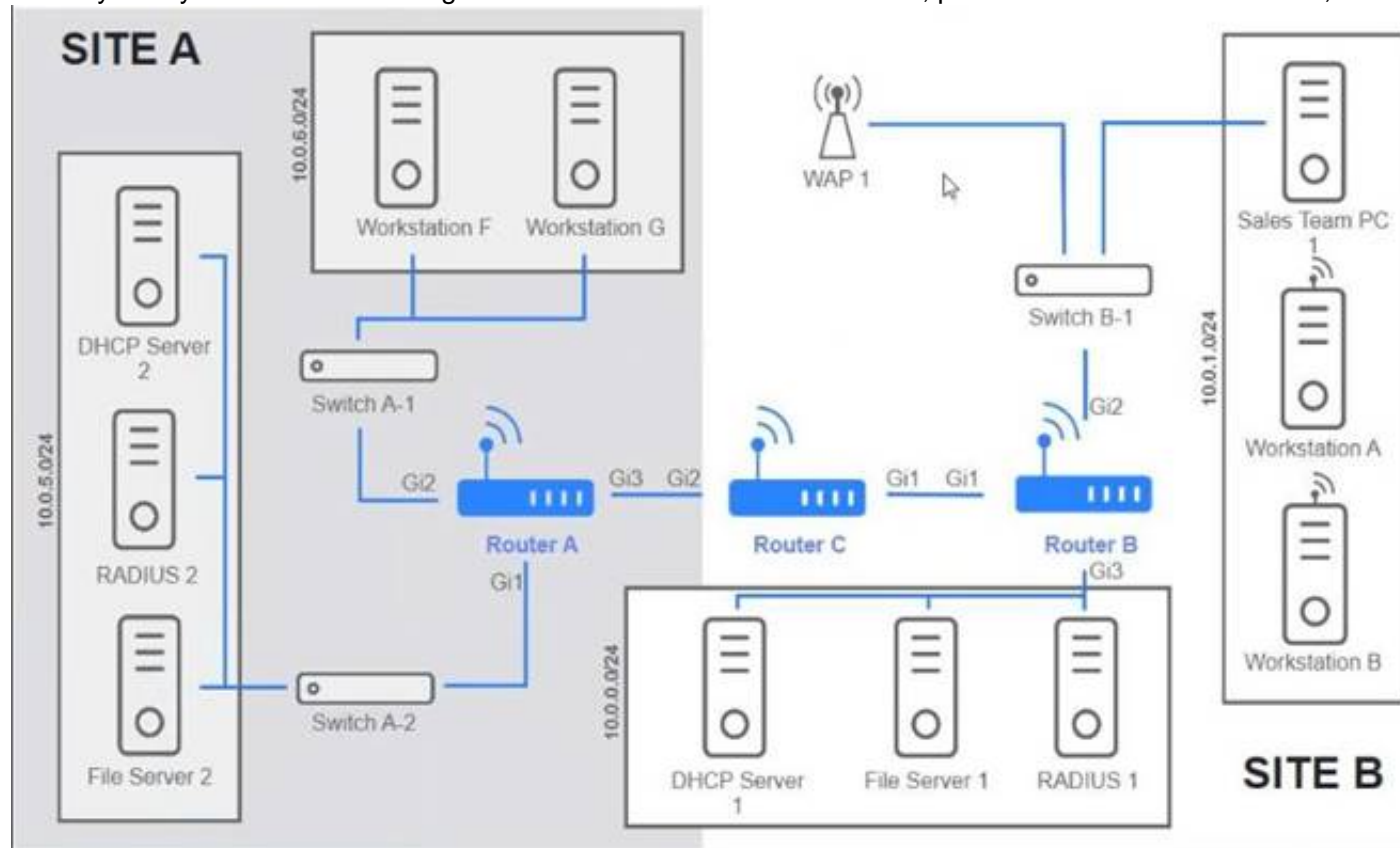 SITE A
10.0.6.0/24
Workstation F
Workstation G
WAP 1
Sales Team PC
1
Switch B-1
10.0.1.0/24
DHCP Server
2
Switch A-1
Gi2
Workstation A
10.0.5.0/24
Gi2
Gi3
Gi2
Gi1
Gi1
Router A
Router C
Router B
RADIUS 2
Gi1
Gi3
Workstation B
10.0.0.0/24
Switch A-2
File Server 2
DHCP Server
1
File Server 1
RADIUS 1
SITE B